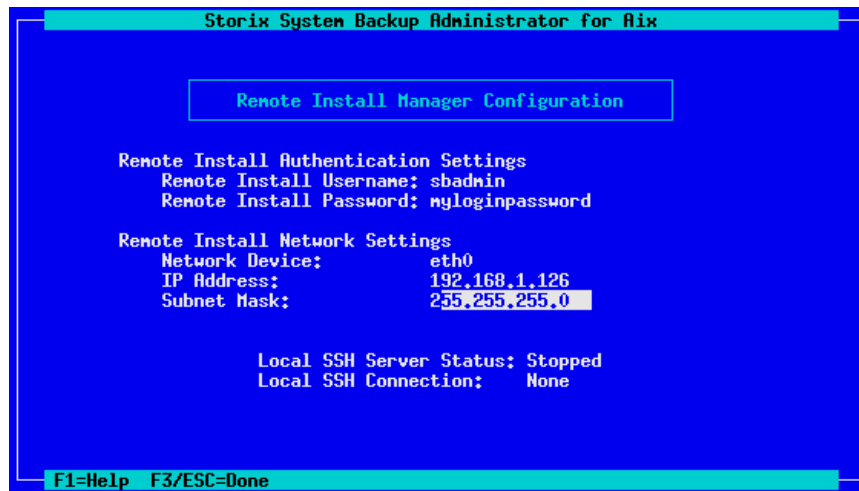 Storix System Backup Administrator for Aix
Remote Install Manager Configuration
Remote Install Authentication Settings
Remote Install Username: sbadmin
Remote Install Password: myloginpassword
Remote Install Network Settings
Network Device: eth0
IP Address: 192.168.1.126
Subnet Mask: 255.255.255.0
Local SSH Server Status: Stopped
Local SSH Connection: None
F1=Help F3/ESC=Done